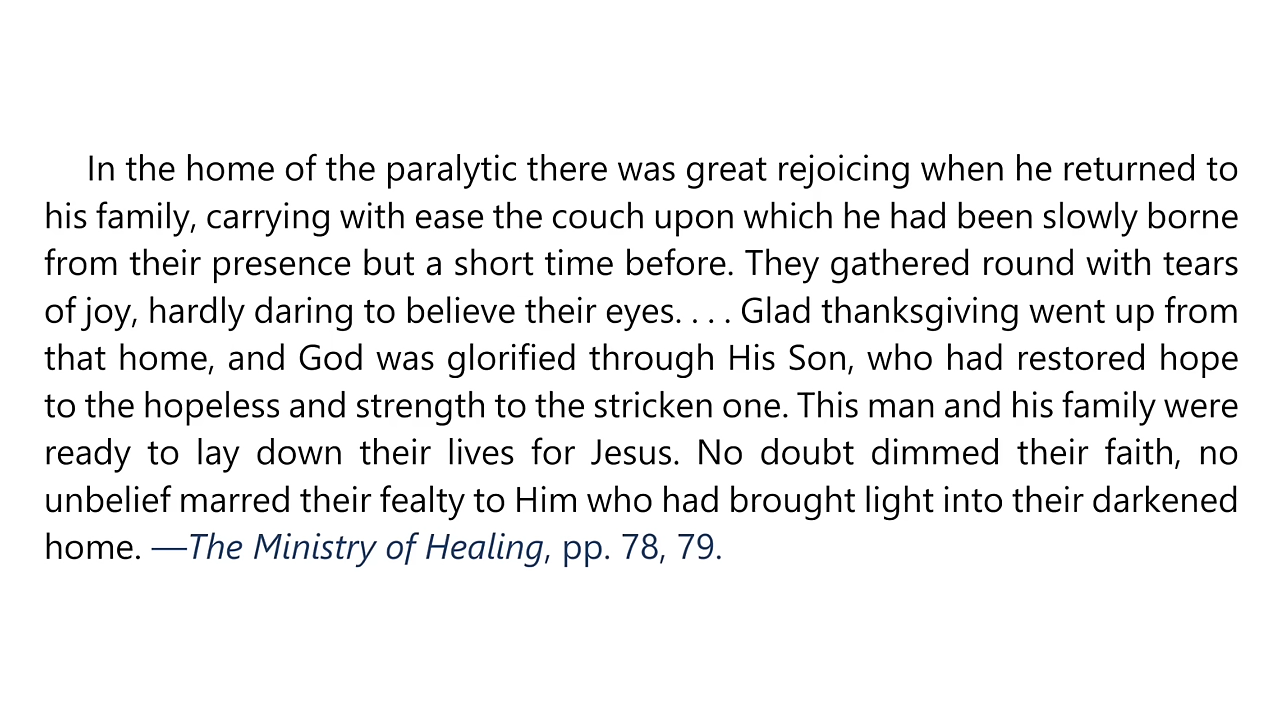 In the home of the paralytic there was great rejoicing when he returned to
his family, carrying with ease the couch upon which he had been slowly borne
from their presence but a short time before. They gathered round with tears
of joy, hardly daring to believe their eyes. . . . Glad thanksgiving went up from
that home, and God was glorified through His Son, who had restored hope
to the hopeless and strength to the stricken one. This man and his family were
ready to lay down their lives for Jesus. No doubt dimmed their faith, no
unbelief marred their fealty to Him who had brought light into their darkened
home. —The Ministry of Healing, pp. 78, 79.